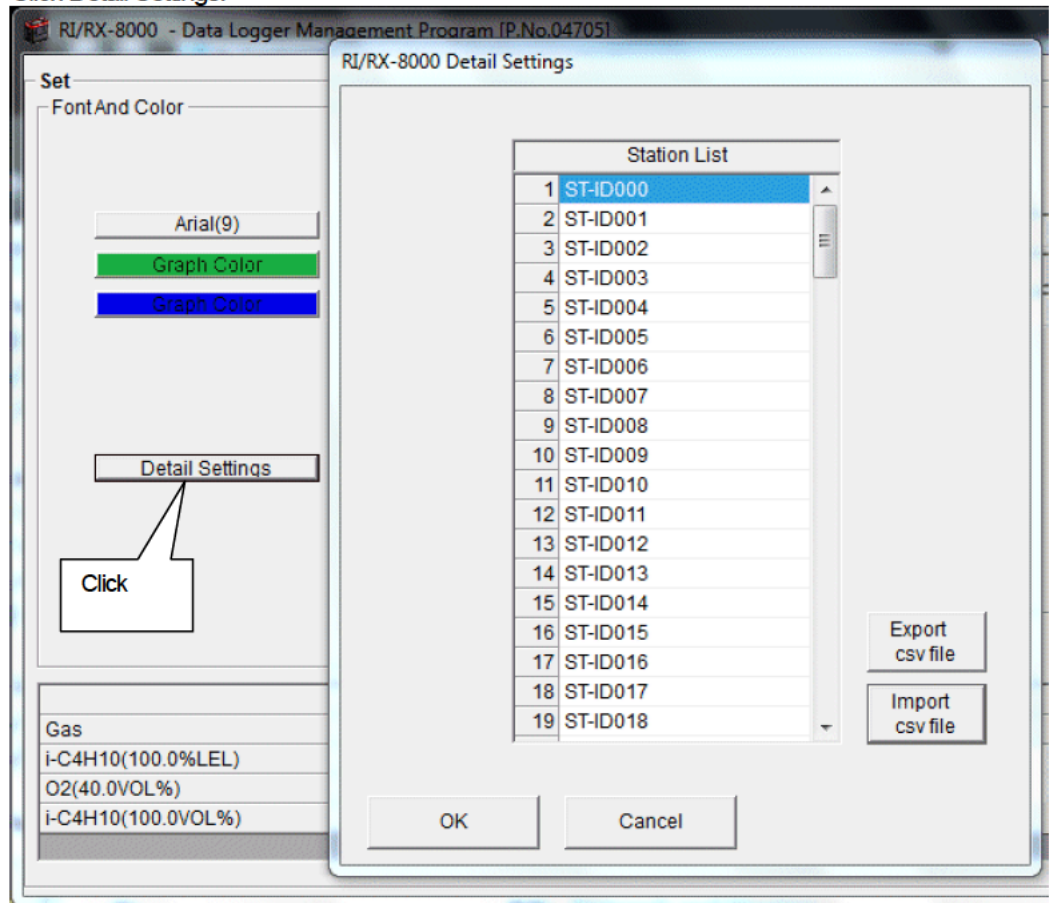 Click Detail Settings.
RI/RX-8000 - Data Logger Management Program [P.No.04705]
RI/RX-8000 Detail Settings
Set
Font And Color
Arial(9)
Graph Color
Graph Color
Detail Settings
Click
Station List
1 ST-ID000
2 ST-ID001
3 ST-ID002
4 ST-ID003
5 ST-ID004
6 ST-ID005
7 ST-ID006
8 ST-ID007
9 ST-ID008
10 ST-ID009
11 ST-ID010
12 ST-ID011
13 ST-ID012
14 ST-ID013
15 ST-ID014
16 ST-ID015
17 ST-ID016
18 ST-ID017
19 ST-ID018
Export
csv file
Import
csv file
Gas
i-C4H10(100.0%LEL)
O2(40.0VOL%)
i-C4H10(100.0VOL%)
OK
Cancel